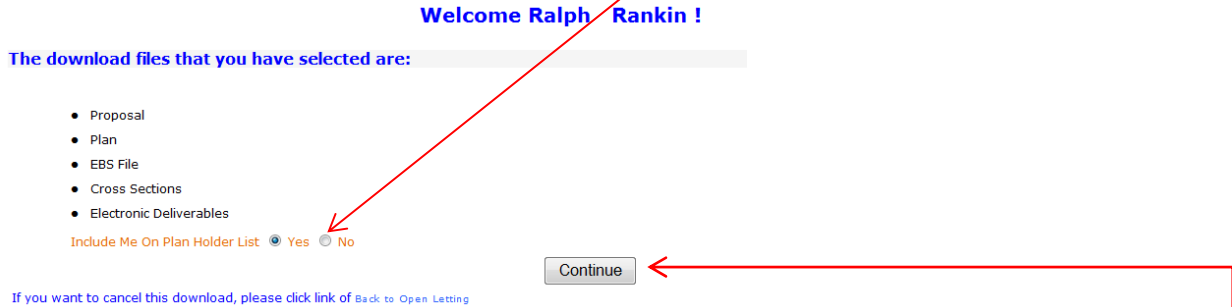 Welcome Ralph Rankin !
The download files that you have selected are:
● Proposal
● Plan
● EBS File
● Cross Sections
● Electronic Deliverables
Include Me On Plan Holder List Yes No
Continue
If you want to cancel this download, please click link of Back to Open Letting